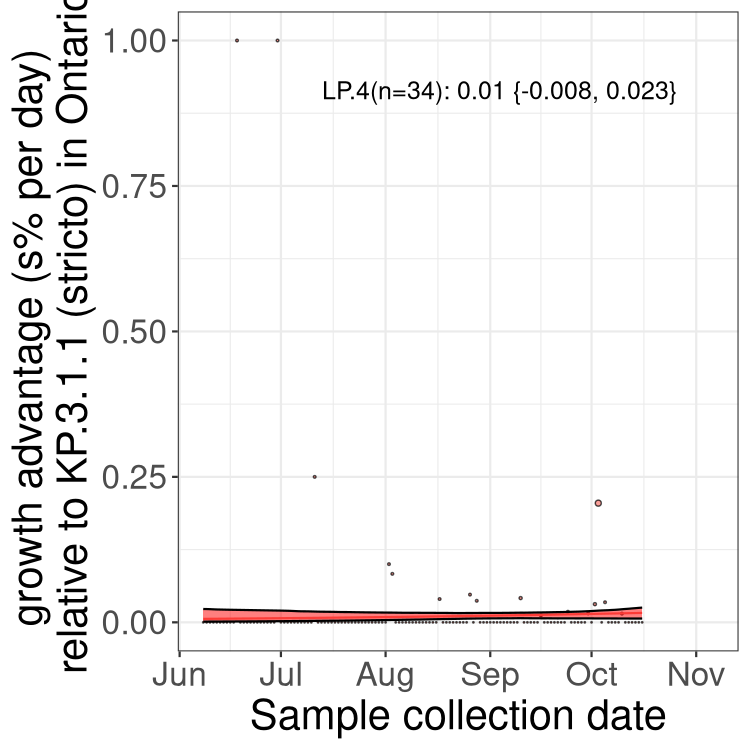 growth advantage (s% per day)
relative to KP.3.1.1 (stricto) in Ontario
1.00
0.75
0.50
0.25
0.00
LP.4(n=34): 0.01 {-0.008, 0.023}
Jun Jul Aug Sep Oct Nov
Sample collection date